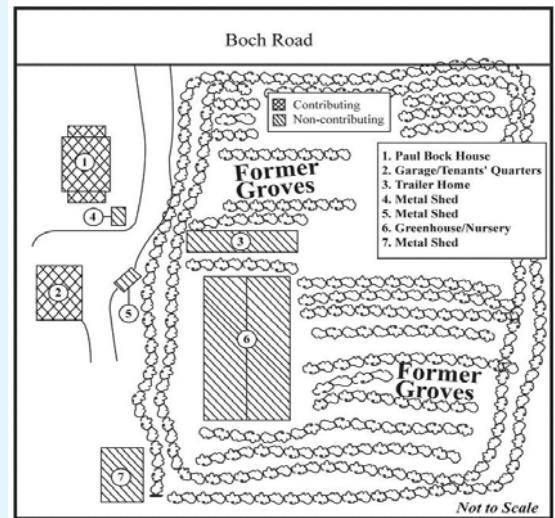 Boch Road
Contributing
Non-contributing
1. Paul Bock House
2. Garage/Tenants' Quarters
3. Trailer Home
4. Metal Shed
5. Metal Shed
6. Greenhouse/Nursery
7. Metal Shed
Former
Groves
1
4
3
2
5
6
Former
Groves
7
Not to Scale